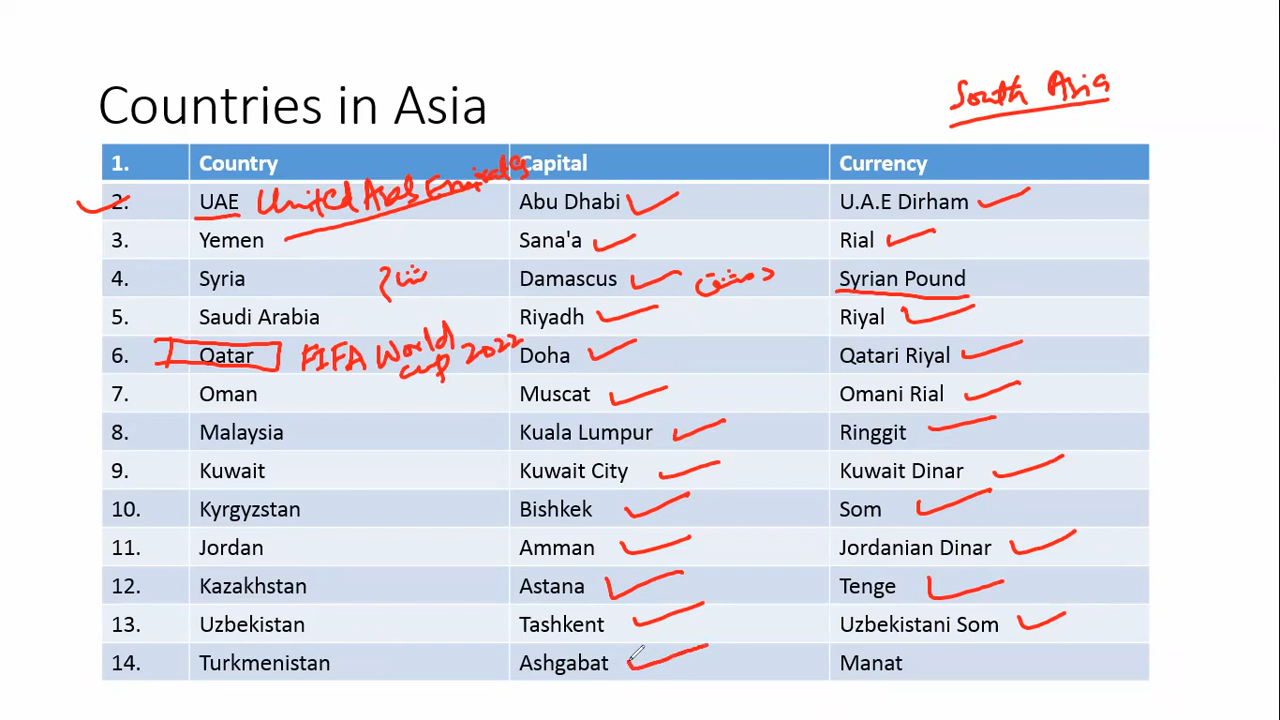 South Asia
Countries in Asia
1. Country Capital Currency
2. UAE United Arab Emirates Abu Dhabi U.A.E Dirham
3. Yemen Sana'a Rial
4. Syria شام Damascus دمشق Syrian Pound
5. Saudi Arabia Riyadh Riyal
6. Qatar FIFA World cup 2022 Doha Qatari Riyal
7. Oman Muscat Omani Rial
8. Malaysia Kuala Lumpur Ringgit
9. Kuwait Kuwait City Kuwait Dinar
10. Kyrgyzstan Bishkek Som
11. Jordan Amman Jordanian Dinar
12. Kazakhstan Astana Tenge
13. Uzbekistan Tashkent Uzbekistani Som
14. Turkmenistan Ashgabat Manat